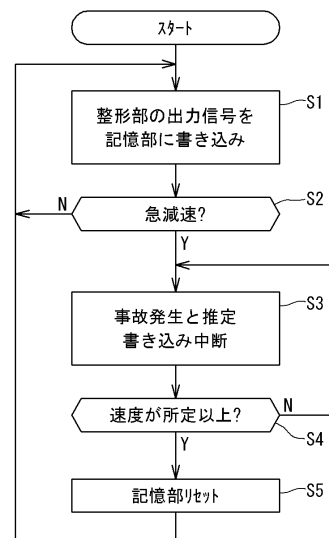 スタート
整形部の出力信号を
記憶部に書き込み
S1
急減速?
S2
N
Y
事故発生と推定
書き込み中断
S3
速度が所定以上?
N
S4
Y
記憶部リセット
S5